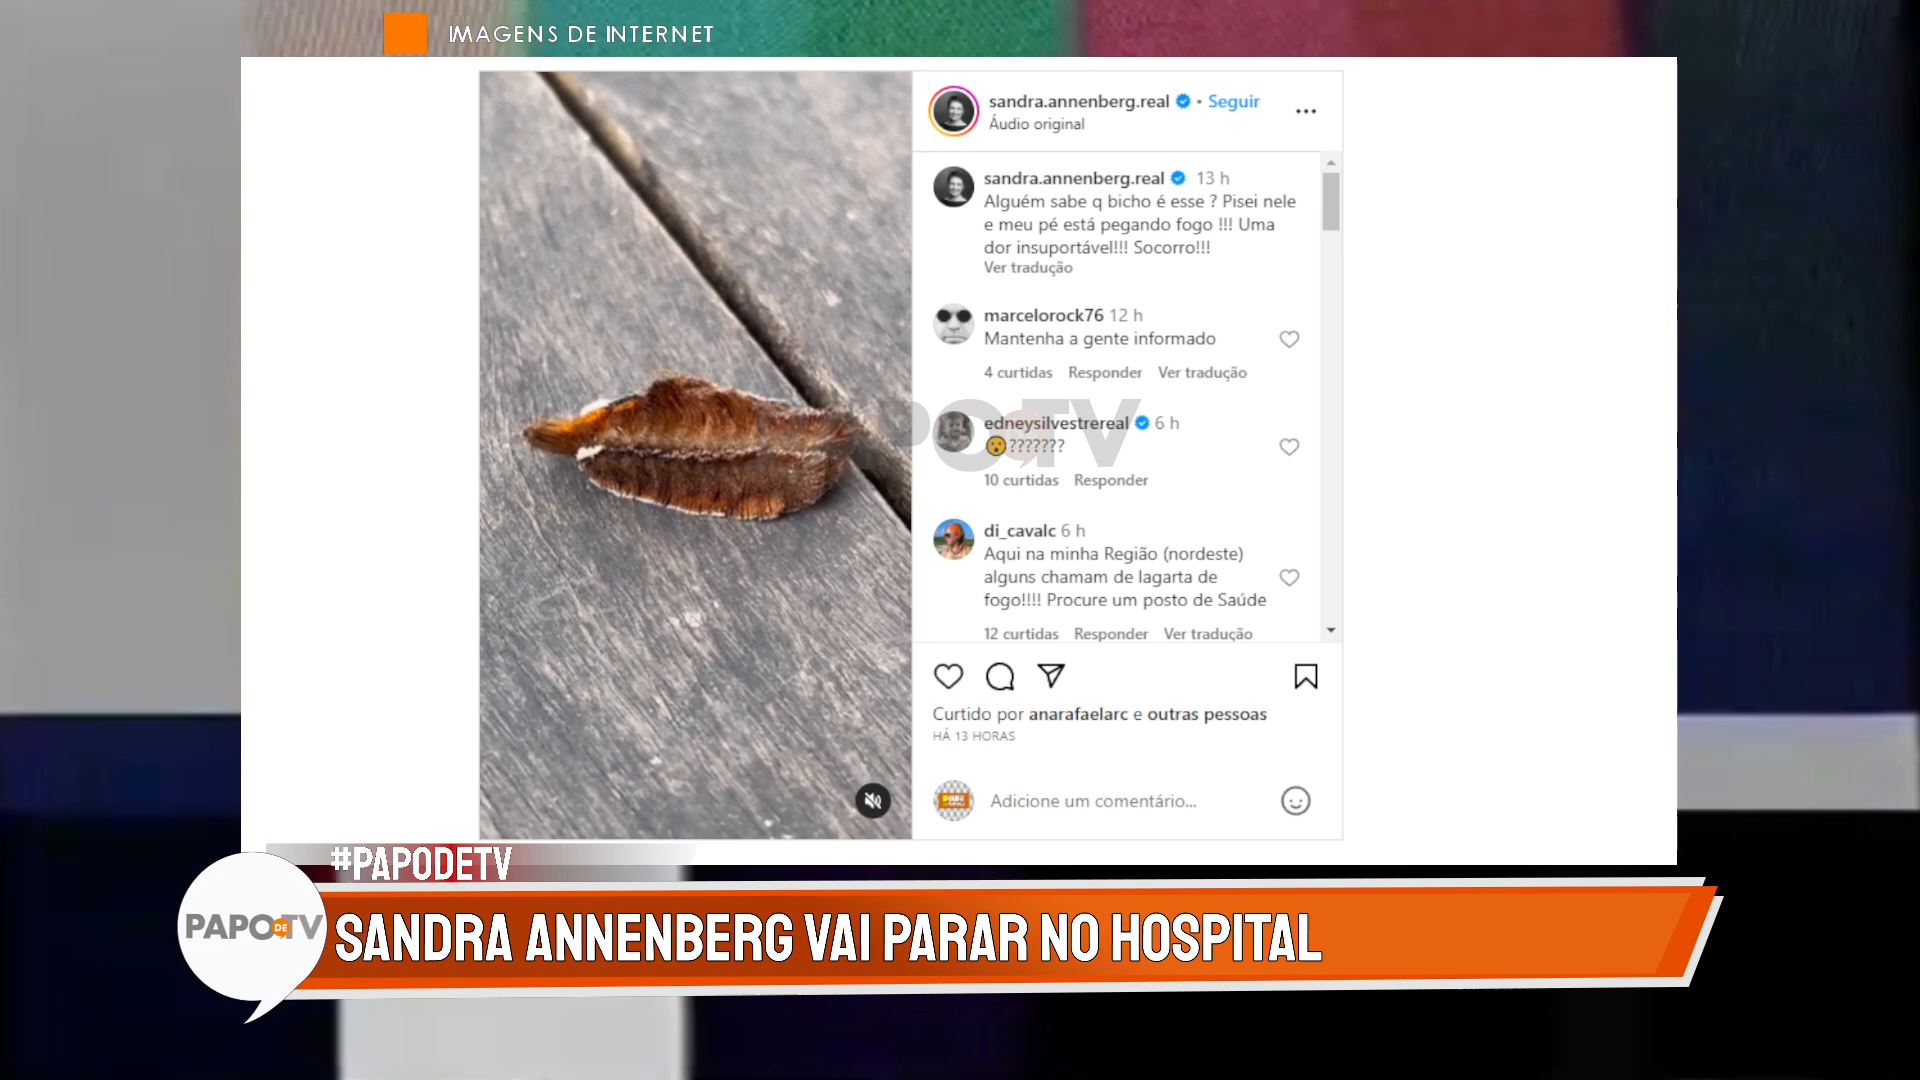 IMAGENS DE INTERNET
sandra.annenberg.real • Seguir
Áudio original
sandra.annenberg.real 13 h
Alguém sabe q bicho é esse ? Pisei nele
e meu pé está pegando fogo !!! Uma
dor insuportável!!! Socorro!!!
Ver tradução
marcelorock76 12 h
Mantenha a gente informado
4 curtidas Responder Ver tradução
edneysilvestrereal 6 h
😮???????
10 curtidas Responder
di_cavalc 6 h
Aqui na minha Região (nordeste)
alguns chamam de lagarta de
fogo!!!! Procure um posto de Saúde
12 curtidas Responder Ver tradução
Curtido por anarafaelarc e outras pessoas
HÁ 13 HORAS
Adicione um comentário...
#PAPODETV
PAPO DE TV
SANDRA ANNENBERG VAI PARAR NO HOSPITAL